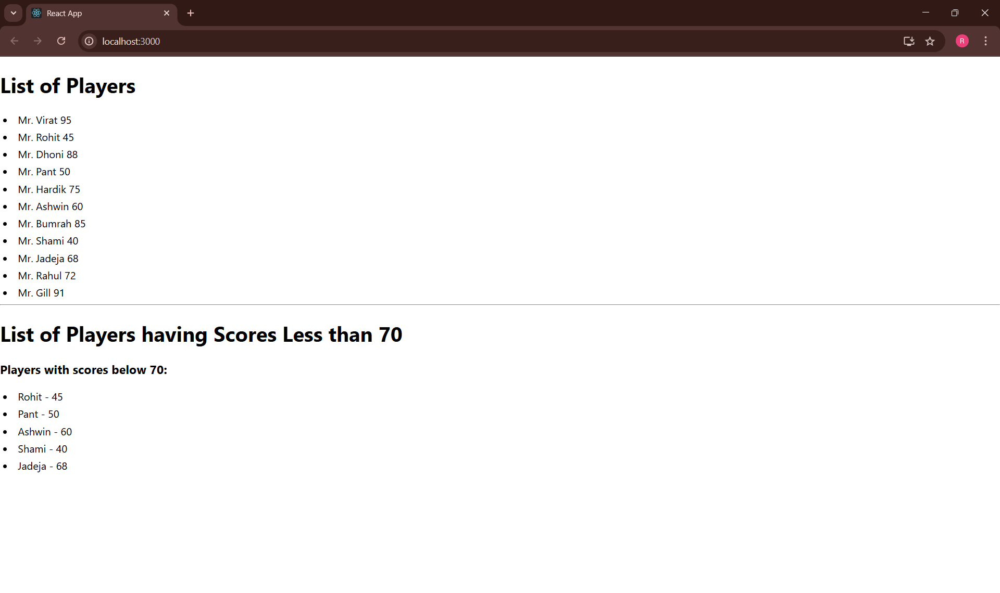 React App
localhost:3000
R
List of Players
• Mr. Virat 95
• Mr. Rohit 45
• Mr. Dhoni 88
• Mr. Pant 50
• Mr. Hardik 75
• Mr. Ashwin 60
• Mr. Bumrah 85
• Mr. Shami 40
• Mr. Jadeja 68
• Mr. Rahul 72
• Mr. Gill 91
List of Players having Scores Less than 70
Players with scores below 70:
• Rohit - 45
• Pant - 50
• Ashwin - 60
• Shami - 40
• Jadeja - 68